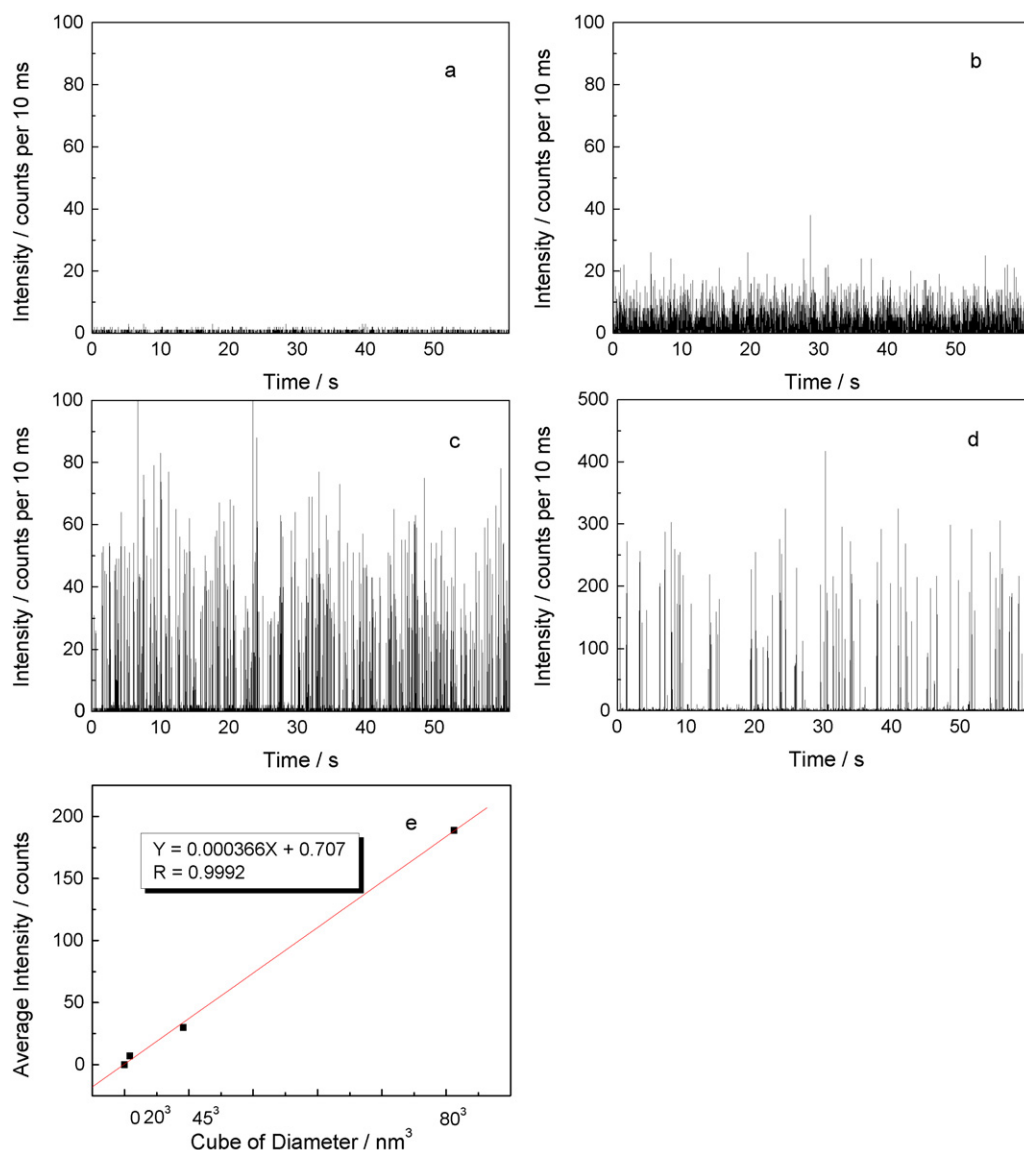 100
80
60
40
20
0
Intensity / counts per 10 ms
a
0 10 20 30 40 50
Time / s
100
80
60
40
20
0
Intensity / counts per 10 ms
b
0 10 20 30 40 50
Time / s
100
80
60
40
20
0
Intensity / counts per 10 ms
c
0 10 20 30 40 50
Time / s
500
400
300
200
100
0
Intensity / counts per 10 ms
d
0 10 20 30 40 50
Time / s
200
150
100
50
0
Average Intensity / counts
e
Y = 0.000366X + 0.707
R = 0.9992
0 20³ 45³ 80³
Cube of Diameter / nm³